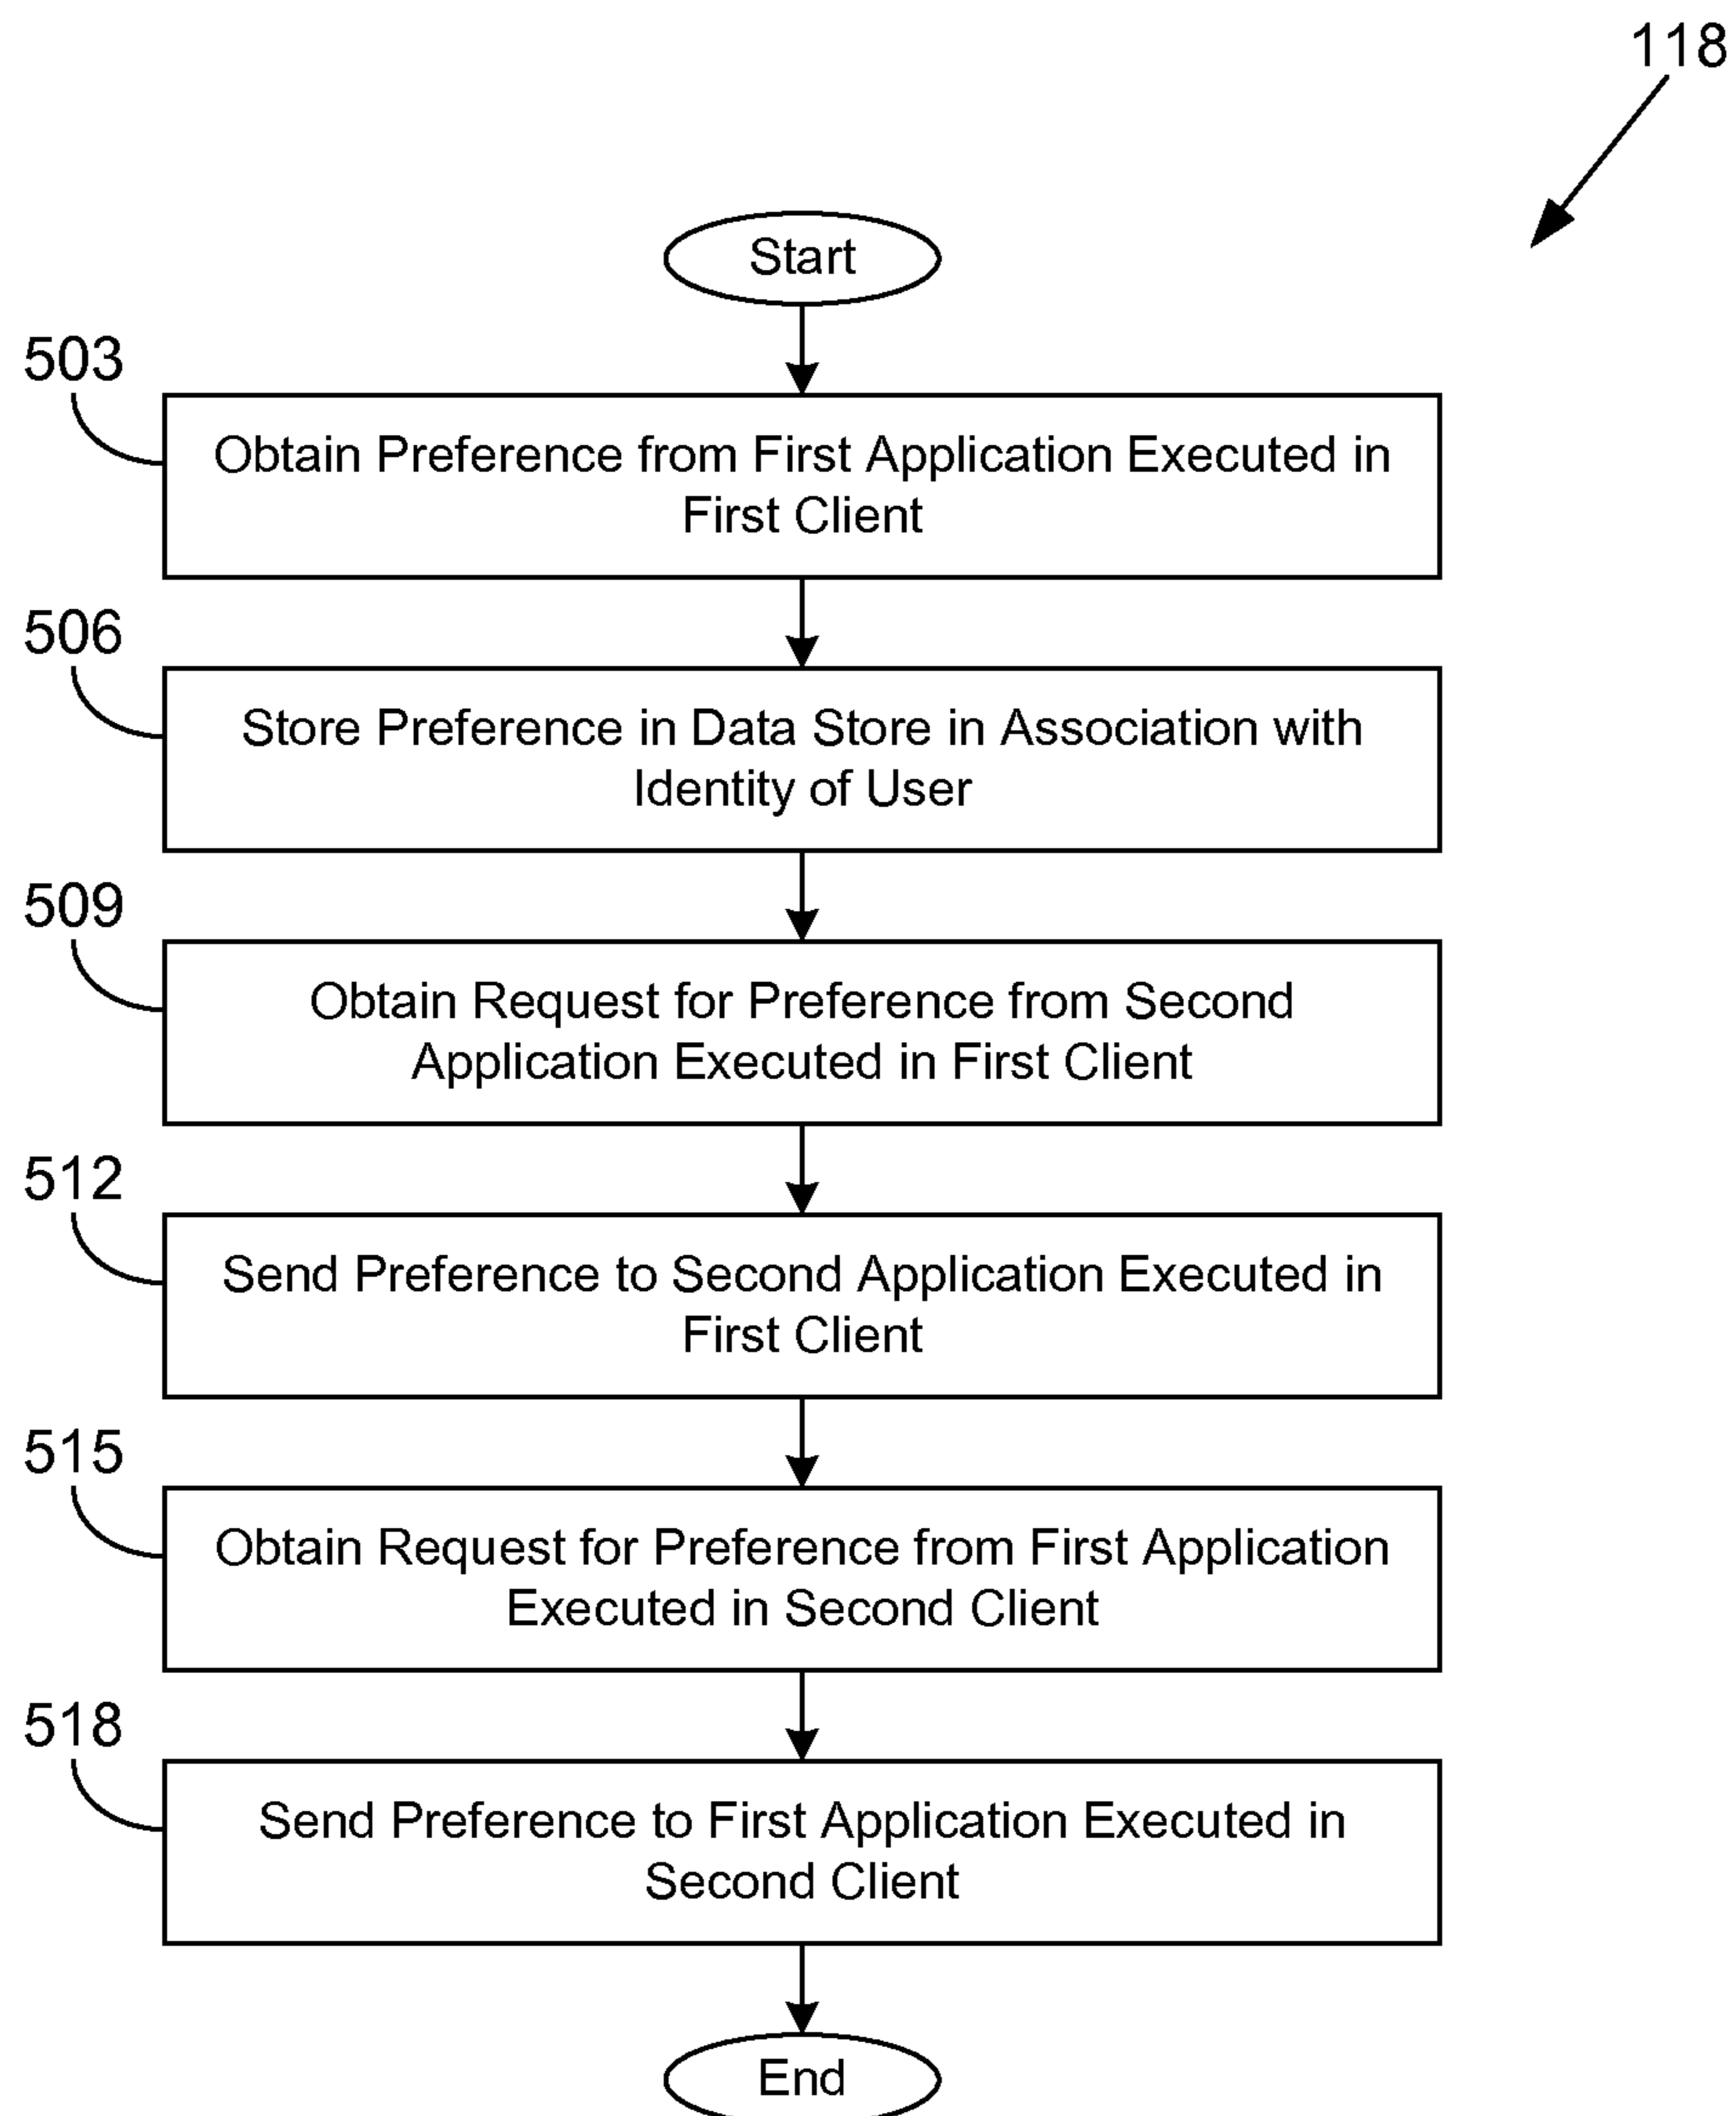 118
Start
503
Obtain Preference from First Application Executed in
First Client
506
Store Preference in Data Store in Association with
Identity of User
509
Obtain Request for Preference from Second
Application Executed in First Client
512
Send Preference to Second Application Executed in
First Client
515
Obtain Request for Preference from First Application
Executed in Second Client
518
Send Preference to First Application Executed in
Second Client
End